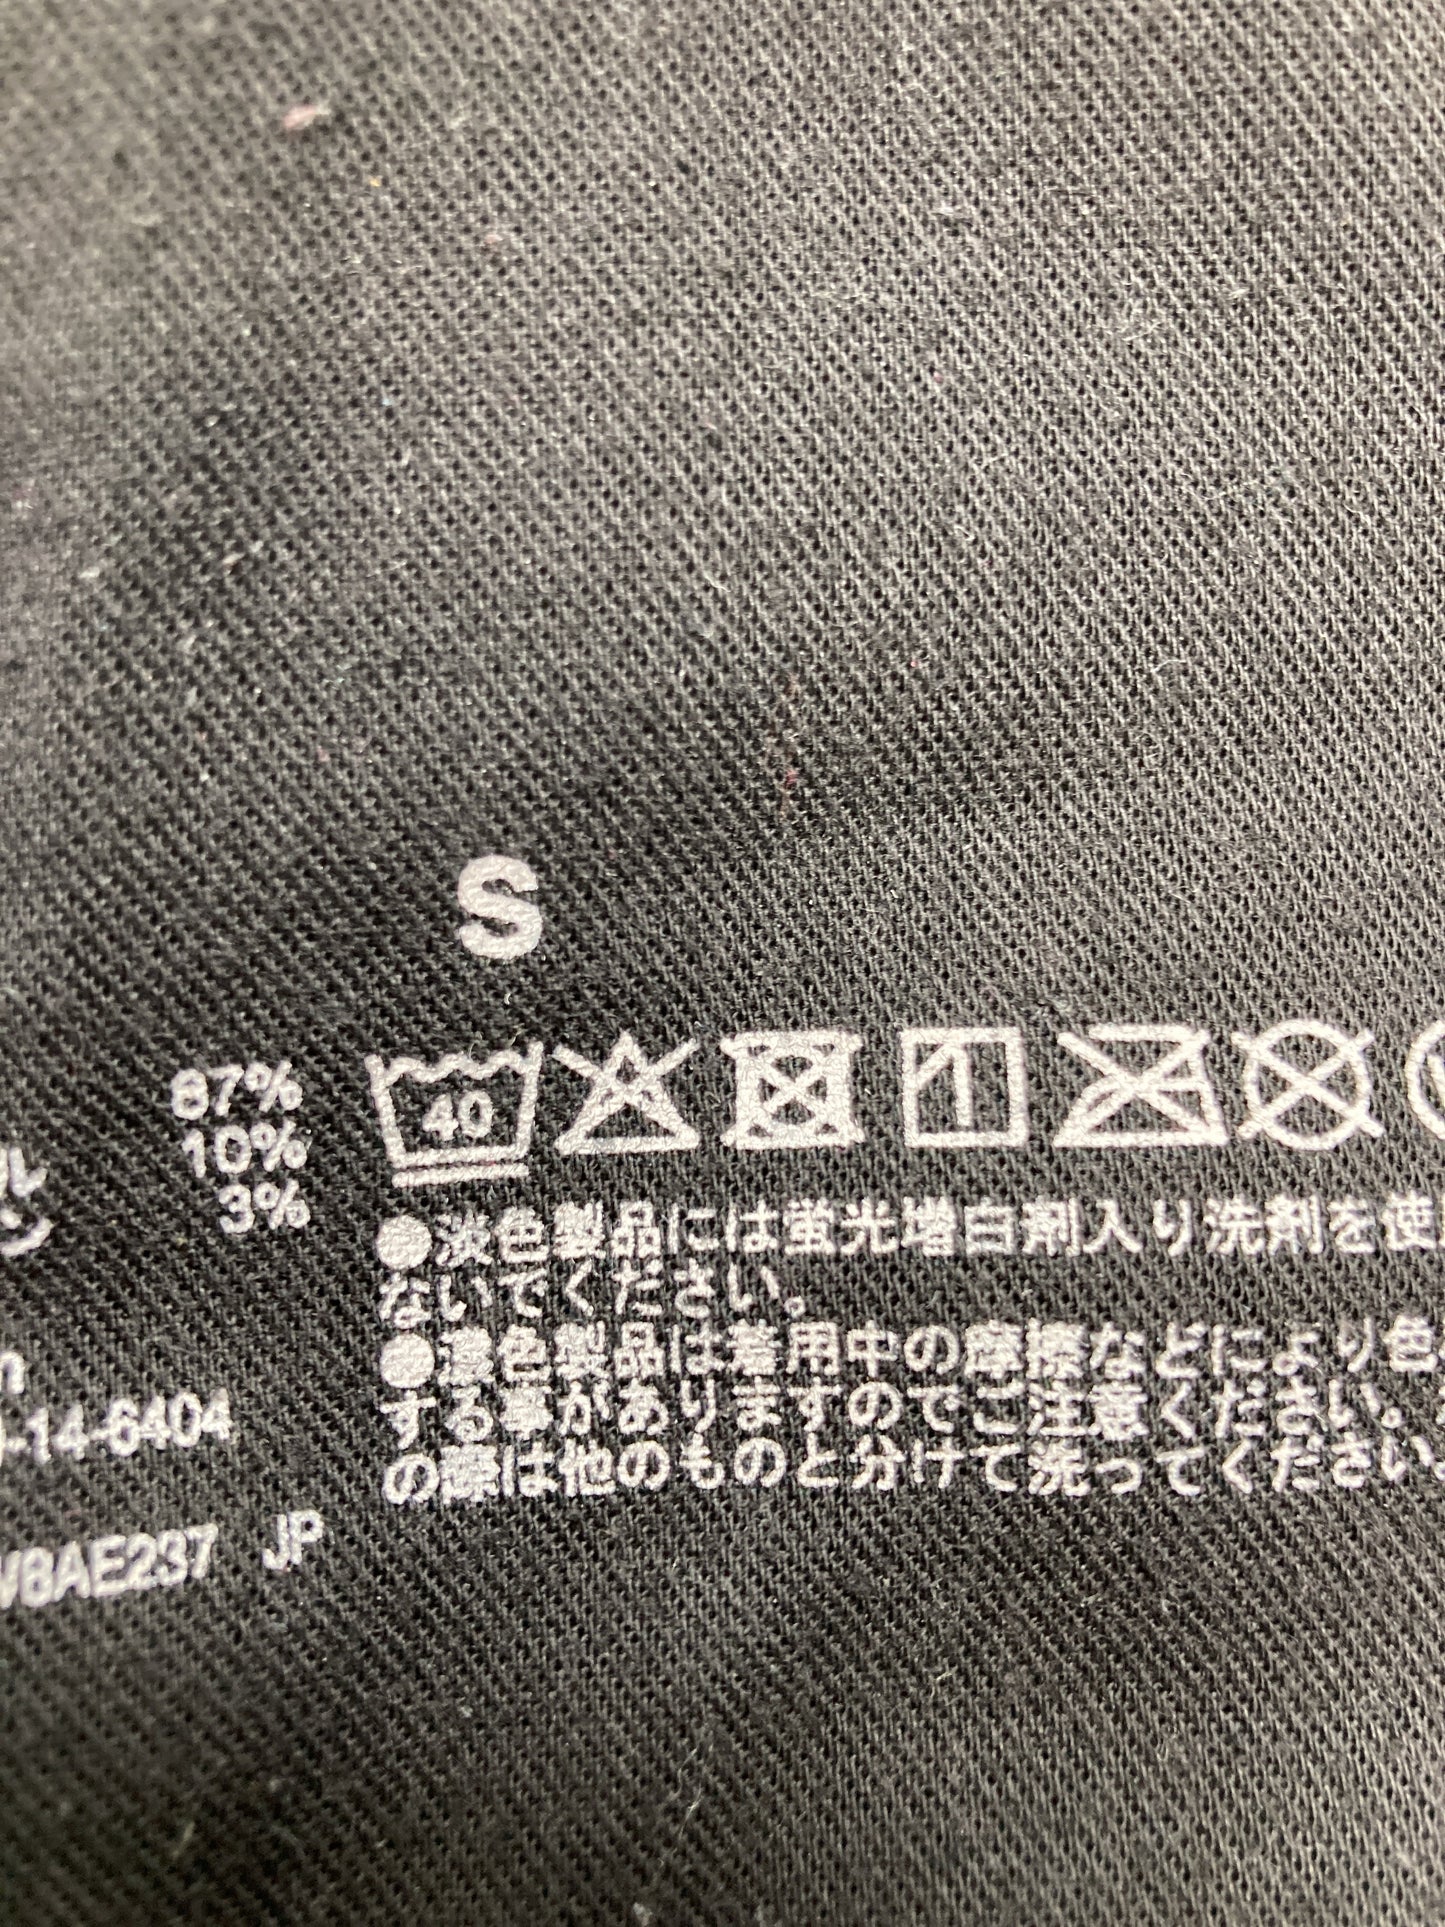 S
87%
10%
3%
ル
ン
40
●淡色製品には蛍光増白剤入り洗剤を使
ないでください。
●濃色製品は着用中の摩擦などにより色
する事がありますのでご注意ください。
の際は他のものと分けて洗ってください。
-14-6404
8AE237 JP